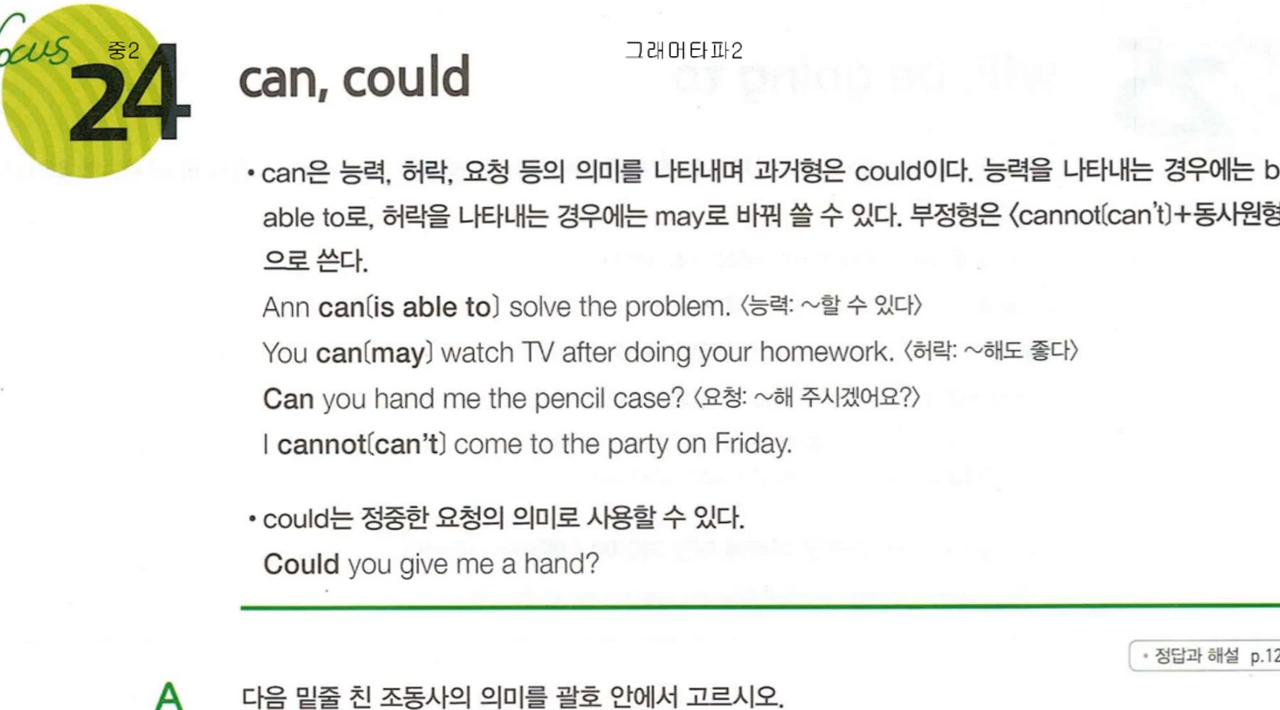 중2
그래머타파2
24
can, could
• can은 능력, 허락, 요청 등의 의미를 나타내며 과거형은 could이다. 능력을 나타내는 경우에는 b
able to로, 허락을 나타내는 경우에는 may로 바꿔 쓸 수 있다. 부정형은 〈cannot(can't)+동사원형
으로 쓴다.
Ann can(is able to) solve the problem. 〈능력: ~할 수 있다〉
You can(may) watch TV after doing your homework. 〈허락: ~해도 좋다〉
Can you hand me the pencil case? 〈요청: ~해 주시겠어요?〉
I cannot(can't) come to the party on Friday.
• could는 정중한 요청의 의미로 사용할 수 있다.
Could you give me a hand?
• 정답과 해설 p.12
A 다음 밑줄 친 조동사의 의미를 괄호 안에서 고르시오.